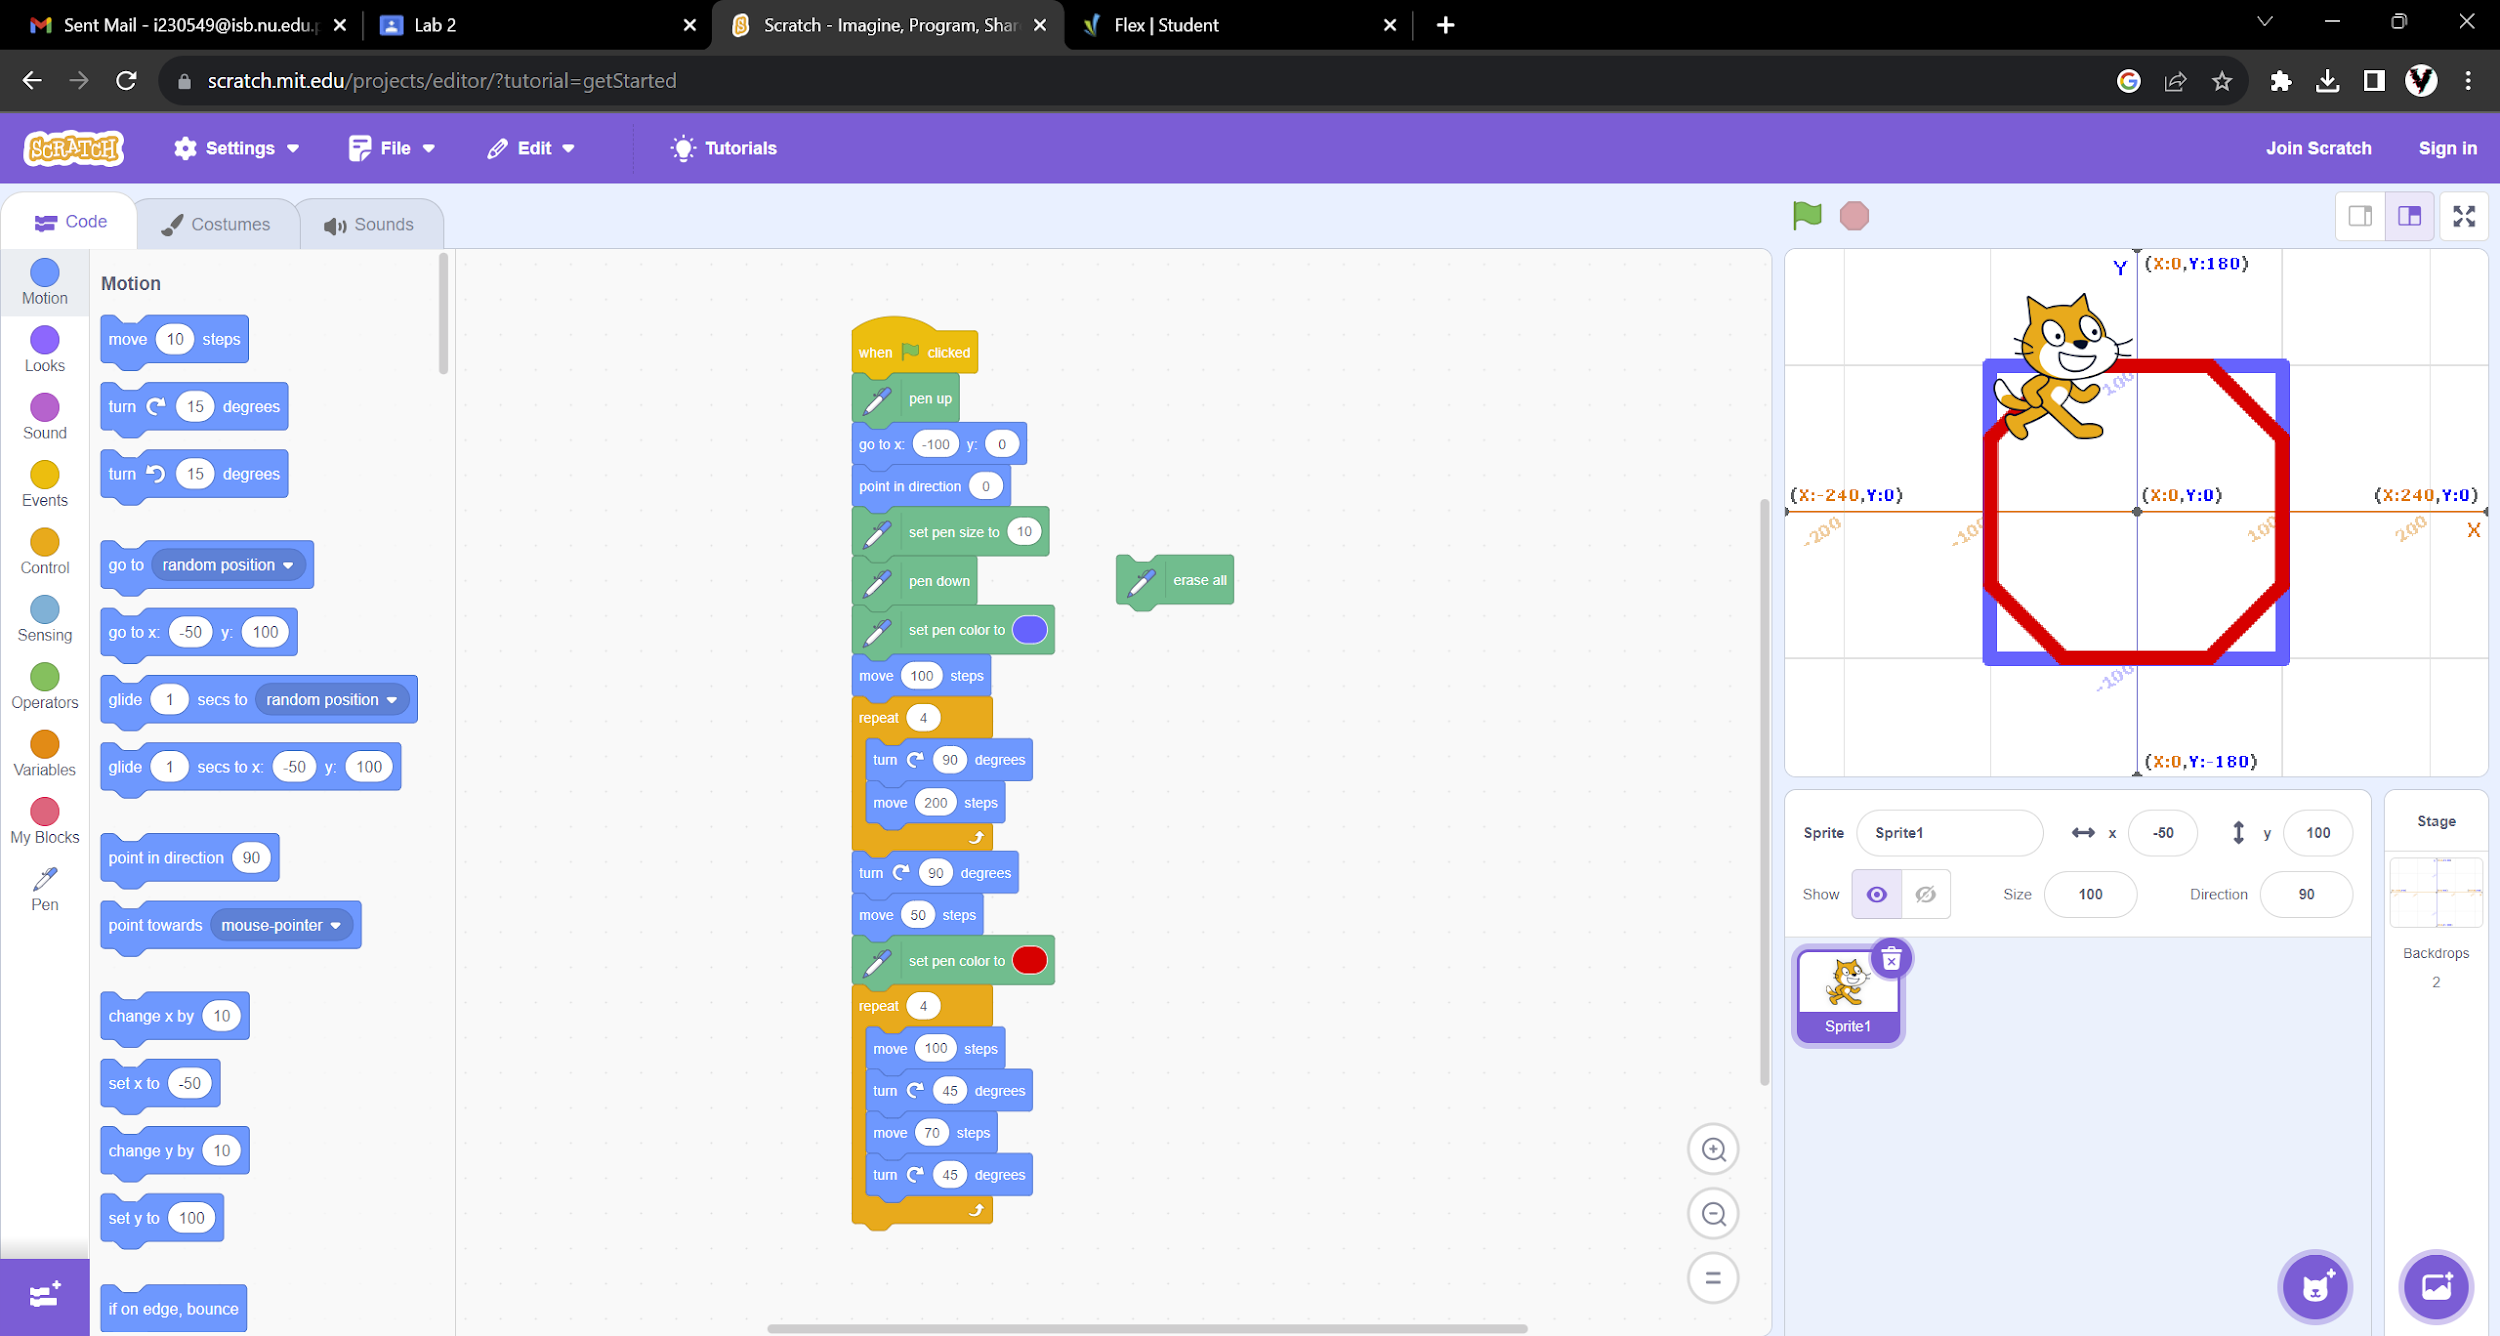 Sent Mail - i230549@isb.nu.edu.p
Lab 2
Scratch - Imagine, Program, Shar
Flex | Student
scratch.mit.edu/projects/editor/?tutorial=getStarted
SCRATCH
Settings
File
Edit
Tutorials
Join Scratch
Sign in
Code
Costumes
Sounds
Motion
Looks
Sound
Events
Control
Sensing
Operators
Variables
My Blocks
Pen
Motion
move 10 steps
turn 15 degrees
turn 15 degrees
go to random position
go to x: -50 y: 100
glide 1 secs to random position
glide 1 secs to x: -50 y: 100
point in direction 90
point towards mouse-pointer
change x by 10
set x to -50
change y by 10
set y to 100
if on edge, bounce
when clicked
pen up
go to x: -100 y: 0
point in direction 0
set pen size to 10
pen down
set pen color to
move 100 steps
repeat 4
turn 90 degrees
move 200 steps
turn 90 degrees
move 50 steps
set pen color to
repeat 4
move 100 steps
turn 45 degrees
move 70 steps
turn 45 degrees
erase all
Y (X:0,Y:180)
100
(X:-240,Y:0) (X:0,Y:0) (X:240,Y:0)
-200 -100 100 200 X
-100
(X:0,Y:-180)
Sprite Sprite1 x -50 y 100
Show Size 100 Direction 90
Sprite1
Stage
Backdrops
2